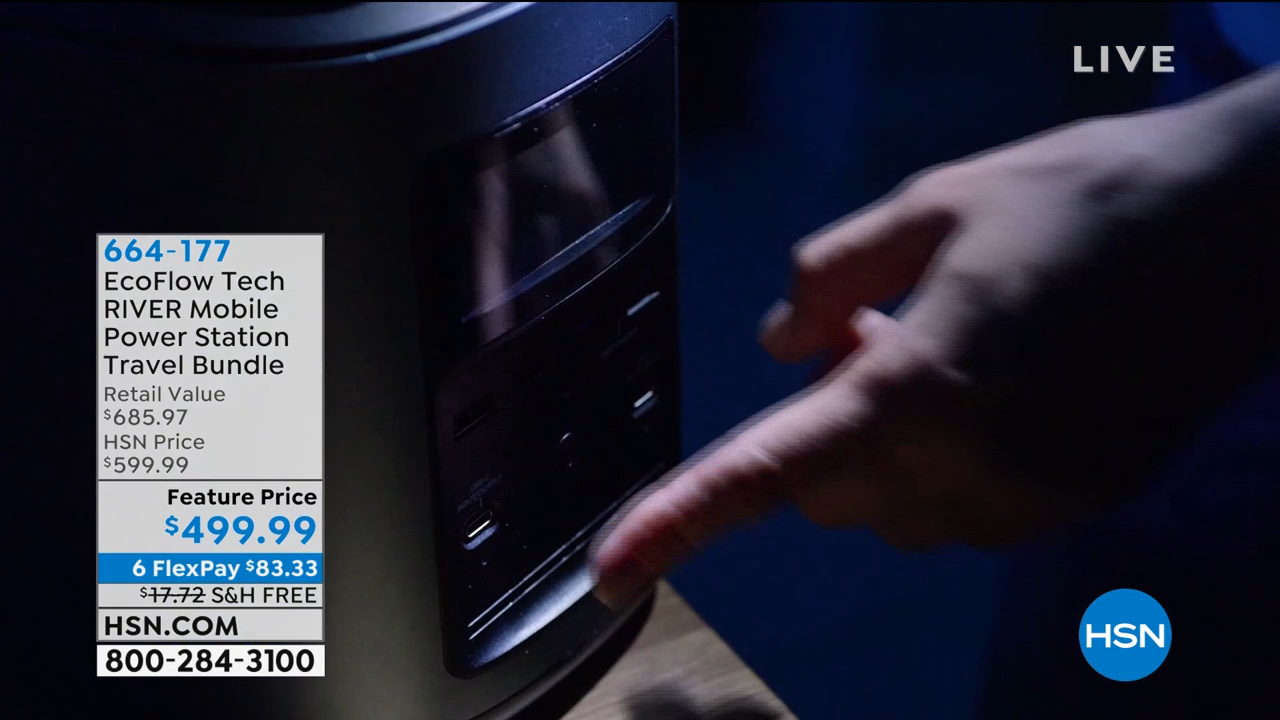 LIVE
664-177
EcoFlow Tech
RIVER Mobile
Power Station
Travel Bundle
Retail Value
$685.97
HSN Price
$599.99
Feature Price
$499.99
6 FlexPay $83.33
$17.72 S&H FREE
HSN.COM
800-284-3100
HSN